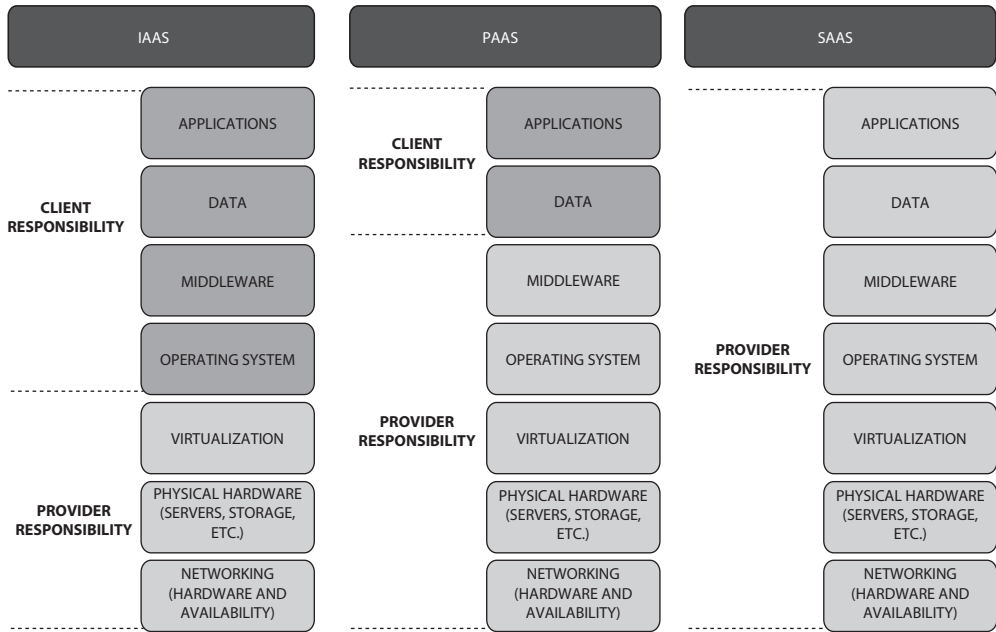 IAAS
CLIENT
RESPONSIBILITY
APPLICATIONS
DATA
MIDDLEWARE
OPERATING SYSTEM
PROVIDER
RESPONSIBILITY
VIRTUALIZATION
PHYSICAL HARDWARE
(SERVERS, STORAGE,
ETC.)
NETWORKING
(HARDWARE AND
AVAILABILITY)
PAAS
CLIENT
RESPONSIBILITY
APPLICATIONS
DATA
PROVIDER
RESPONSIBILITY
MIDDLEWARE
OPERATING SYSTEM
VIRTUALIZATION
PHYSICAL HARDWARE
(SERVERS, STORAGE,
ETC.)
NETWORKING
(HARDWARE AND
AVAILABILITY)
SAAS
PROVIDER
RESPONSIBILITY
APPLICATIONS
DATA
MIDDLEWARE
OPERATING SYSTEM
VIRTUALIZATION
PHYSICAL HARDWARE
(SERVERS, STORAGE,
ETC.)
NETWORKING
(HARDWARE AND
AVAILABILITY)